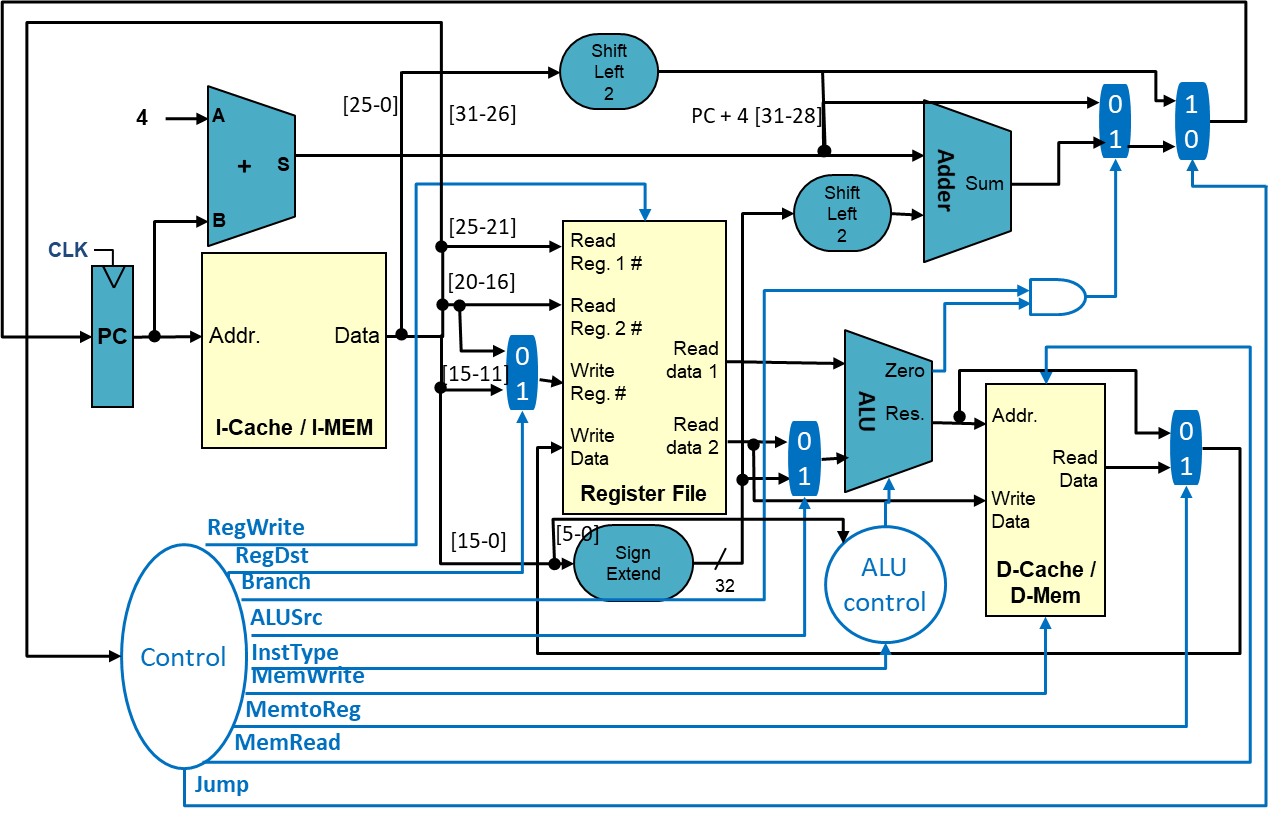 Shift
Left
2
[25-0]
[31-26]
PC + 4 [31-28]
0
1
1
0
4
A
+
S
B
Adder
Sum
Shift
Left
2
CLK
PC
Addr.
Data
I-Cache / I-MEM
[25-21]
[20-16]
[15-11]
0
1
Read
Reg. 1 #
Read
Reg. 2 #
Write
Reg. #
Write
Data
Read
data 1
Read
data 2
Register File
0
1
Zero
ALU
Res.
Addr.
Read
Data
Write
Data
D-Cache /
D-Mem
0
1
[15-0]
[5-0]
Sign
Extend
32
ALU
control
Control
RegWrite
RegDst
Branch
ALUSrc
InstType
MemWrite
MemtoReg
MemRead
Jump